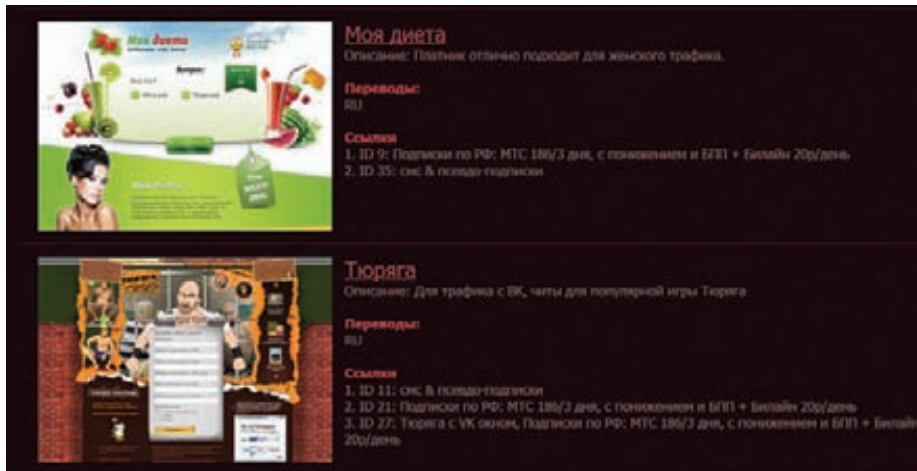 Моя диета
Моя диета
Описание: Платник отлично подходит для женского трафика.
Переводы:
RU
Ссылки
1. ID 9: Подписки по РФ: МТС 186/3 дня, с понижением и БПП + Билайн 20р/день
2. ID 35: смс & псевдо-подписки
Тюряга
Описание: Для трафика с ВК, читы для популярной игры Тюряга
Переводы:
RU
Ссылки
1. ID 11: смс & псевдо-подписки
2. ID 21: Подписки по РФ: МТС 186/3 дня, с понижением и БПП + Билайн 20р/день
3. ID 27: Тюряга с VK окном, Подписки по РФ: МТС 186/3 дня, с понижением и БПП + Билайн
20р/день